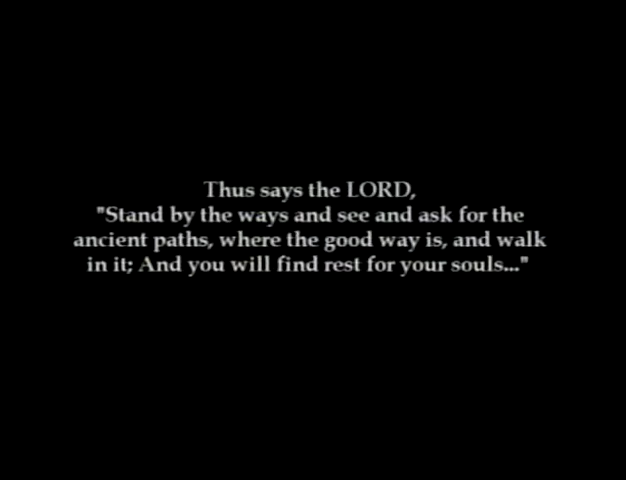 Thus says the LORD,
"Stand by the ways and see and ask for the
ancient paths, where the good way is, and walk
in it; And you will find rest for your souls..."